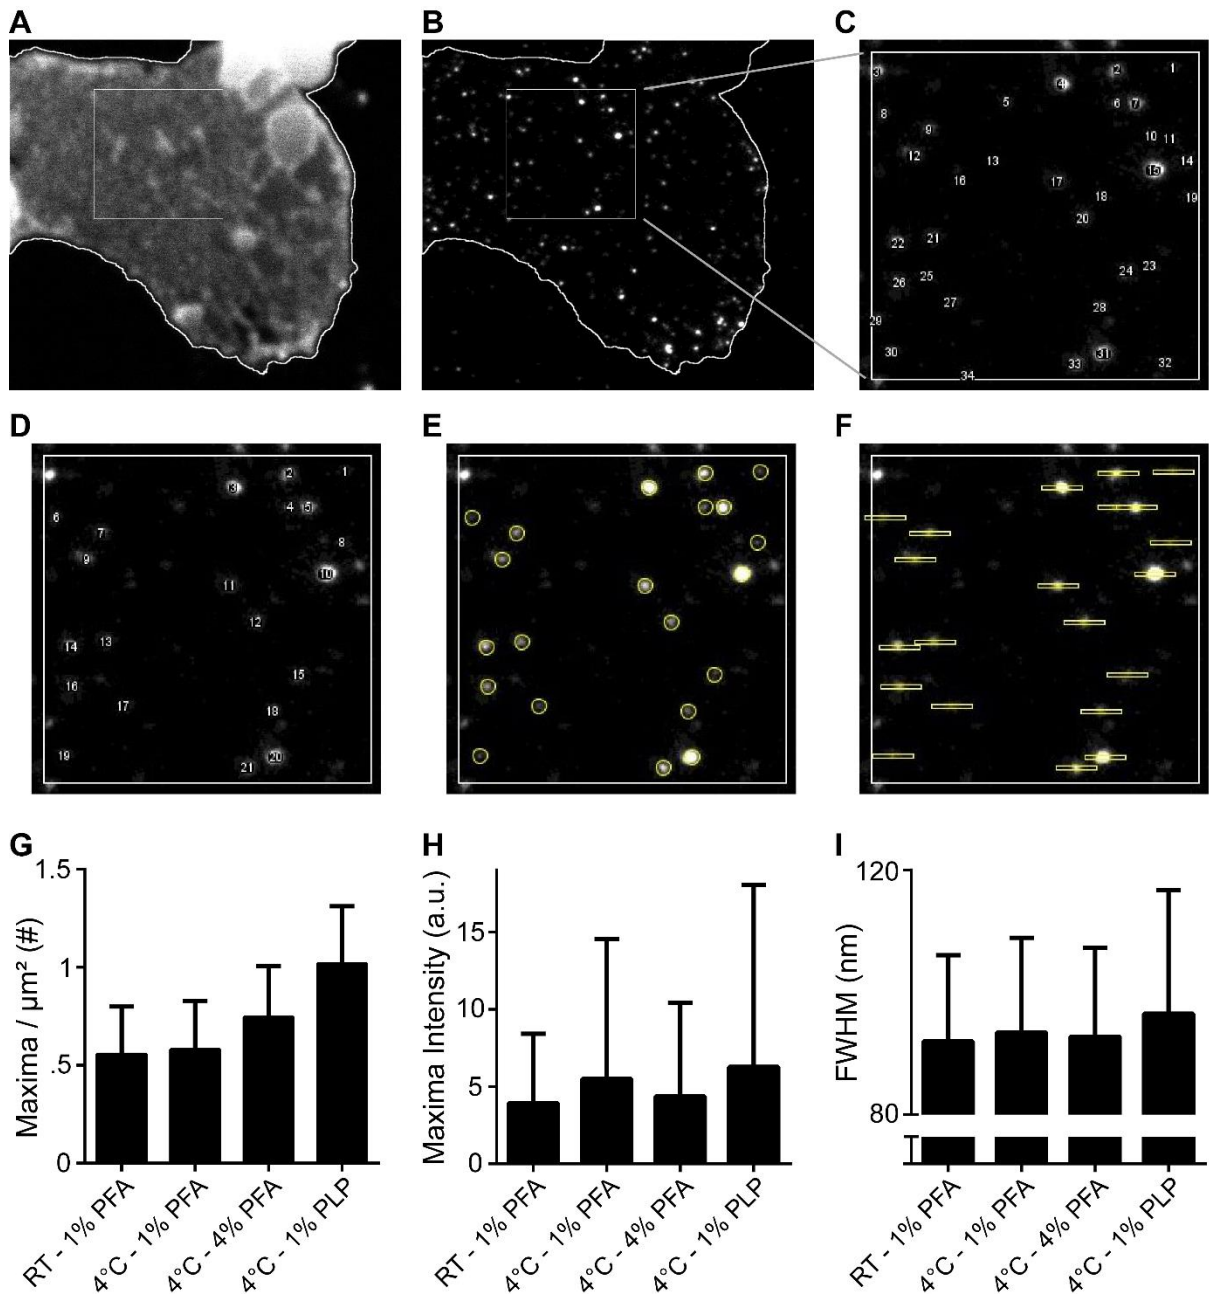 A
B
C
3
2
1
4
5
6 7
8
9
10 11
12
13
14
15
16
17
18
19
20
21
22
23
24
25
26
27
28
29
30
31
32
33
34
D
E
F
1
2
3
4 5
6
7
8
9
10
11
12
13
14
15
16
17
18
19
20
21
G
H
I
Maxima / µm² (#)
1.5
1
.5
0
RT - 1% PFA
4°C - 1% PFA
4°C - 4% PFA
4°C - 1% PLP
Maxima Intensity (a.u.)
15
10
5
0
RT - 1% PFA
4°C - 1% PFA
4°C - 4% PFA
4°C - 1% PLP
FWHM (nm)
120
80
RT - 1% PFA
4°C - 1% PFA
4°C - 4% PFA
4°C - 1% PLP